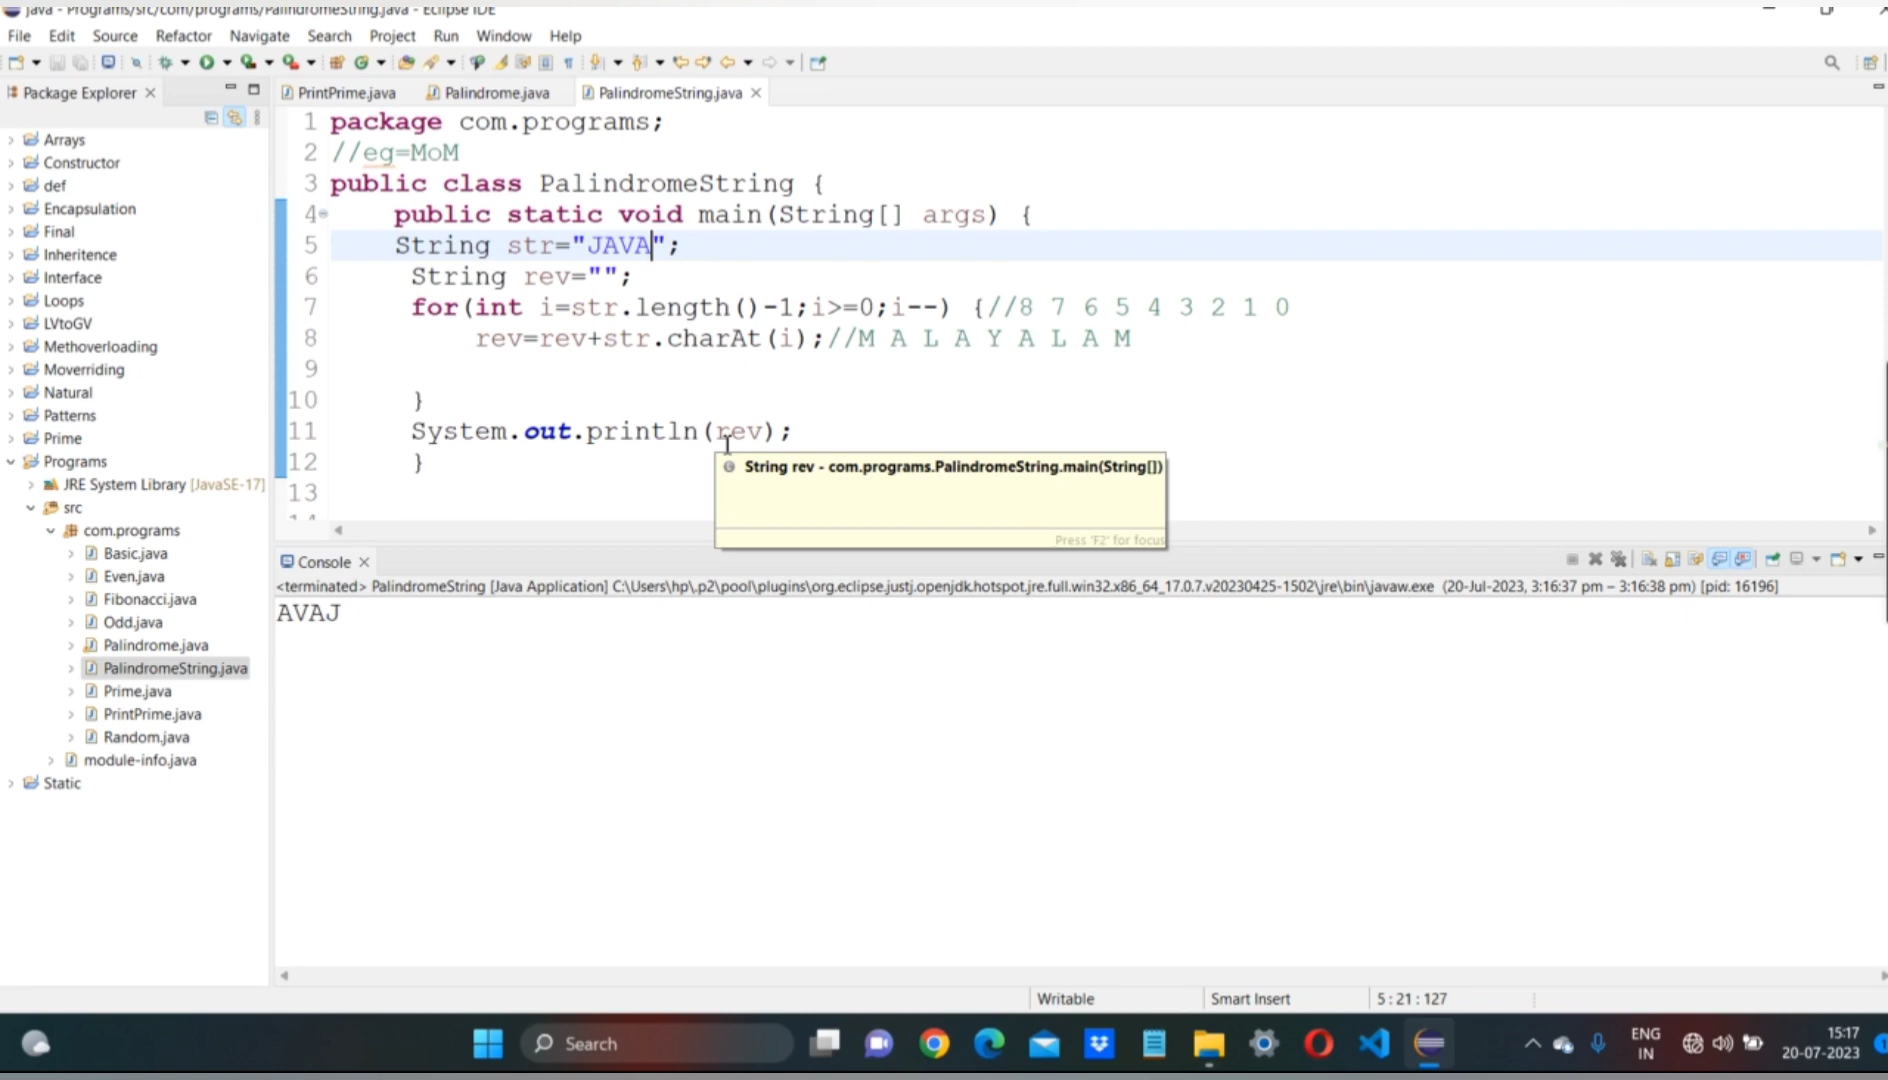 java - Programs/src/com/programs/PalindromeString.java - Eclipse IDE
File Edit Source Refactor Navigate Search Project Run Window Help
Package Explorer
PrintPrime.java Palindrome.java PalindromeString.java
Arrays
Constructor
def
Encapsulation
Final
Inheritence
Interface
Loops
LVtoGV
Methoverloading
Moverriding
Natural
Patterns
Prime
Programs
JRE System Library [JavaSE-17]
src
com.programs
Basic.java
Even.java
Fibonacci.java
Odd.java
Palindrome.java
PalindromeString.java
Prime.java
PrintPrime.java
Random.java
module-info.java
Static
1 package com.programs;
2 //eg=MoM
3 public class PalindromeString {
4 public static void main(String[] args) {
5 String str="JAVA";
6 String rev="";
7 for(int i=str.length()-1;i>=0;i--) {//8 7 6 5 4 3 2 1 0
8 rev=rev+str.charAt(i);//M A L A Y A L A M
9
10 }
11 System.out.println(rev);
12 }
13
String rev - com.programs.PalindromeString.main(String[])
Press 'F2' for focus
Console
<terminated> PalindromeString [Java Application] C:\Users\hp\.p2\pool\plugins\org.eclipse.justj.openjdk.hotspot.jre.full.win32.x86_64_17.0.7.v20230425-1502\jre\bin\javaw.exe (20-Jul-2023, 3:16:37 pm – 3:16:38 pm) [pid: 16196]
AVAJ
Writable Smart Insert 5 : 21 : 127
Search
ENG
IN
15:17
20-07-2023